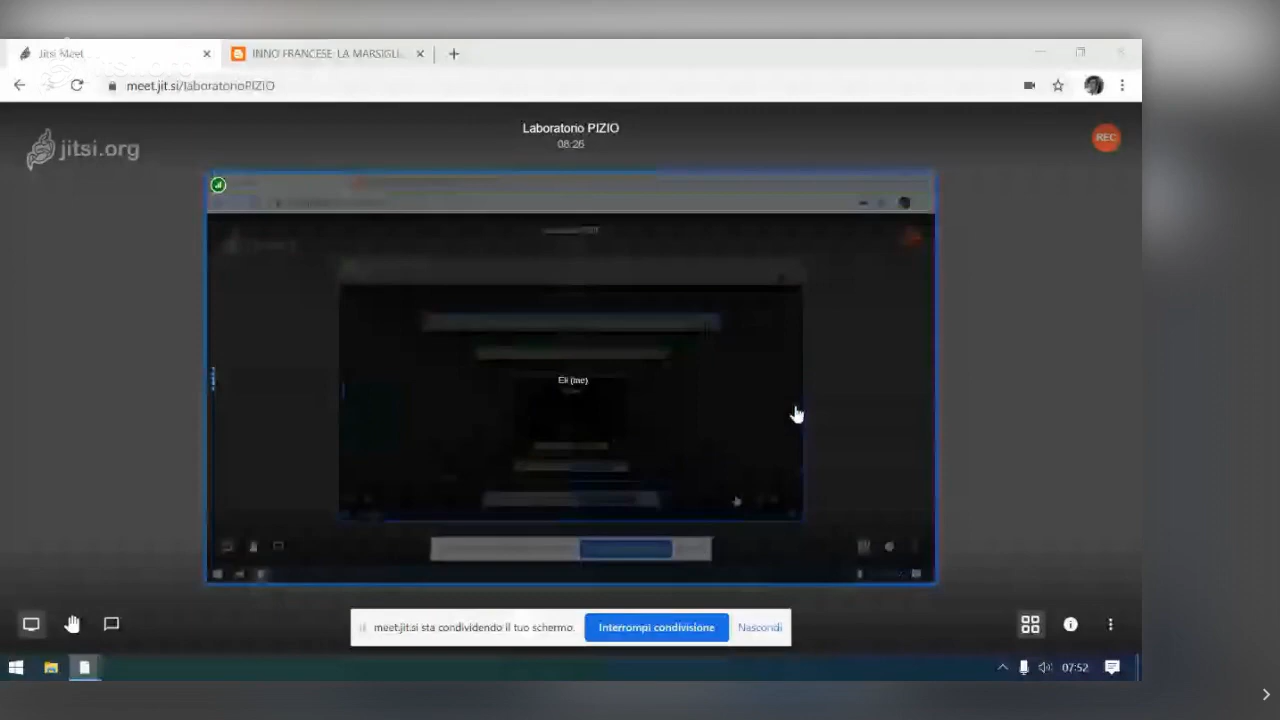 Jitsi Meet
INNO FRANCESE: LA MARSIGLI...
meet.jit.si/laboratorioPIZIO
jitsi.org
Laboratorio PIZIO
08:26
REC
Eli (me)
meet.jit.si sta condividendo il tuo schermo.
Interrompi condivisione
Nascondi
07:52